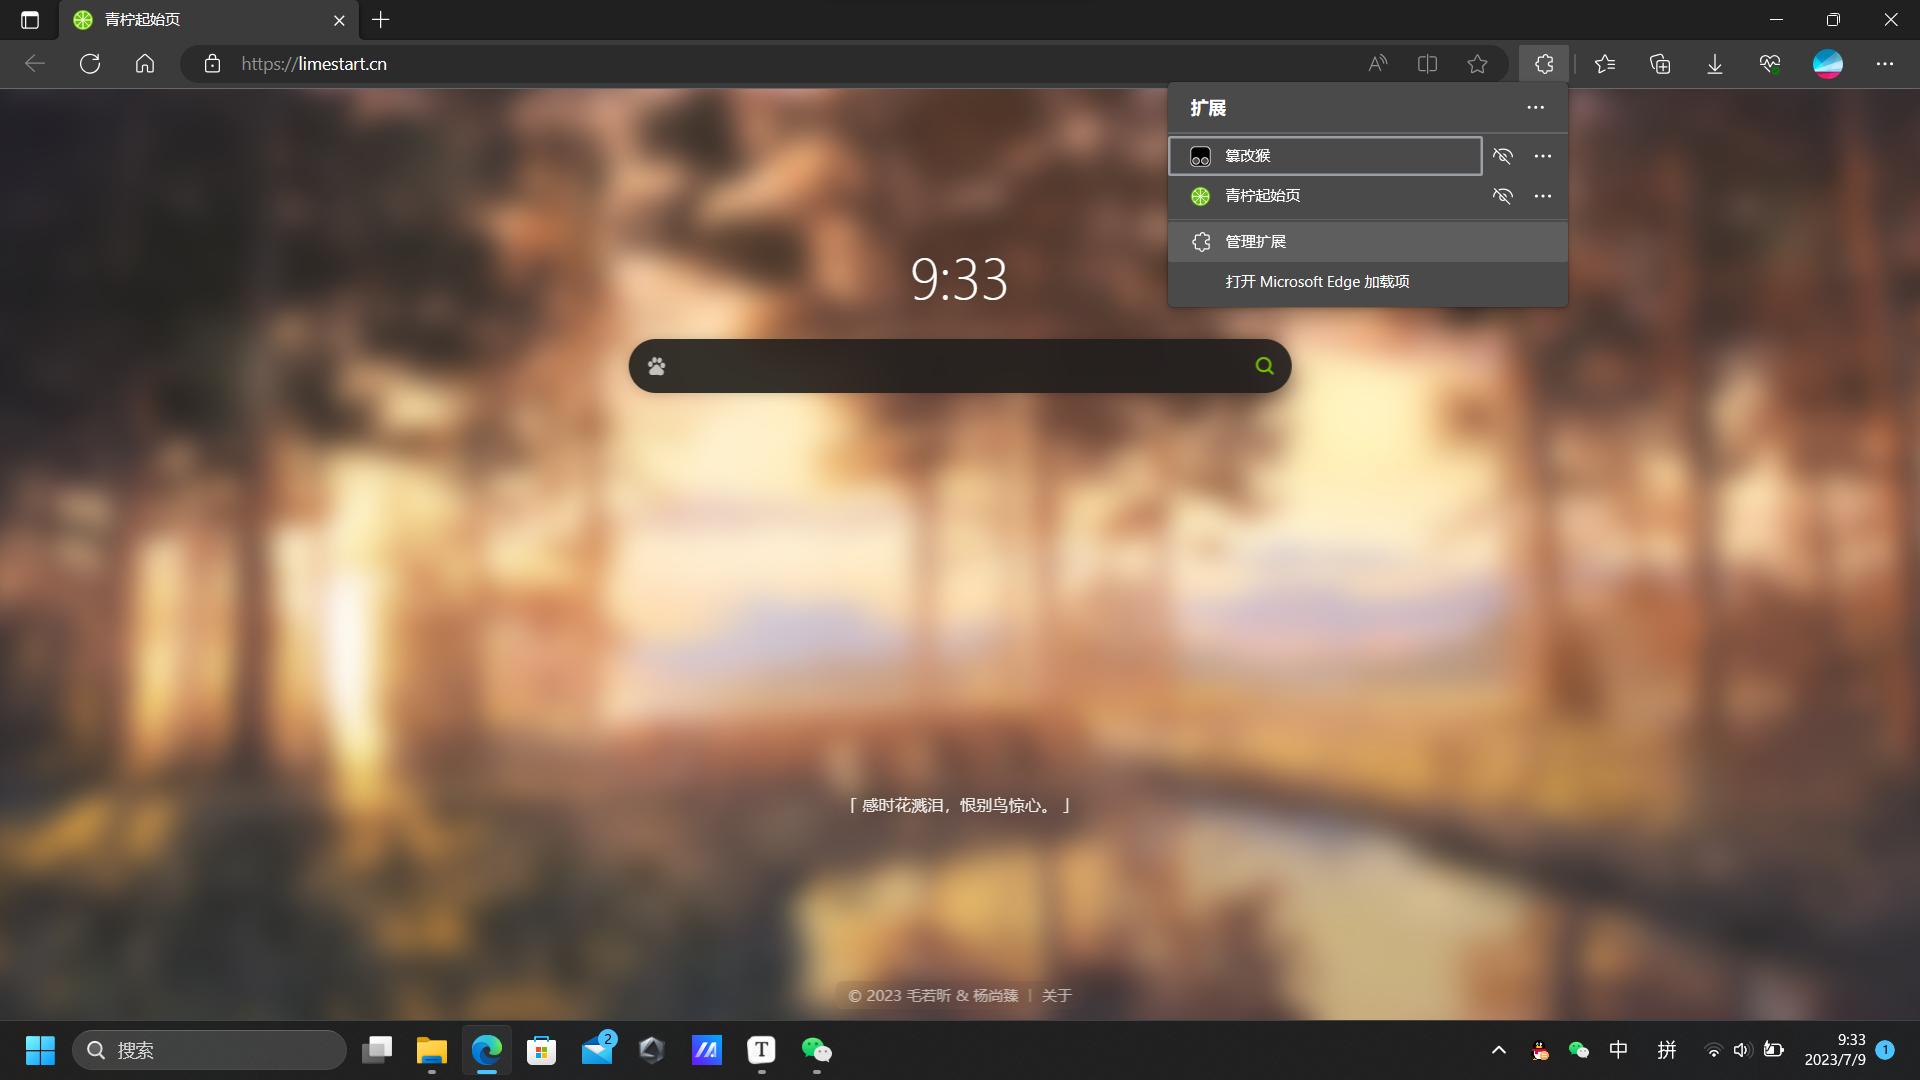 青柠起始页
https://limestart.cn
扩展
篡改猴
青柠起始页
管理扩展
打开 Microsoft Edge 加载项
9:33
「 感时花溅泪，恨别鸟惊心。 」
© 2023 毛若昕 & 杨尚臻 | 关于
搜索
2
T
中
拼
9:33
2023/7/9
1